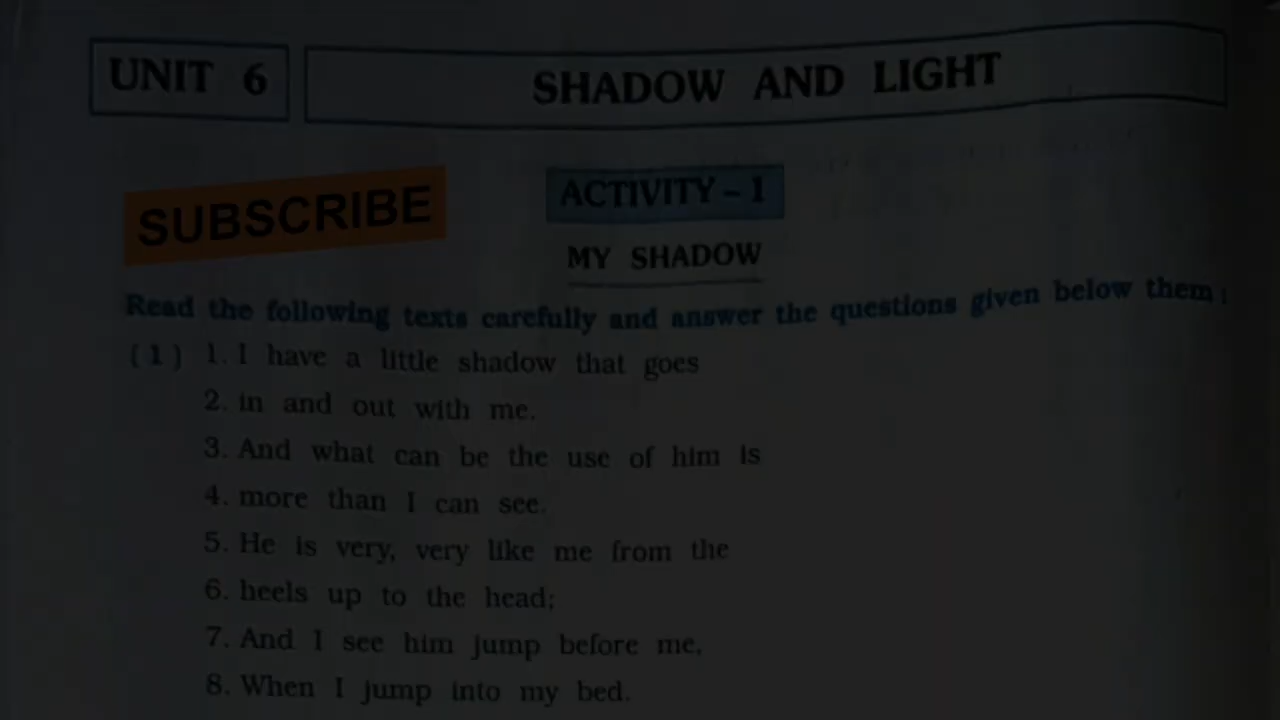 UNIT 6
SHADOW AND LIGHT
SUBSCRIBE
ACTIVITY – 1
MY SHADOW
Read the following texts carefully and answer the questions given below them :
(1) 1. I have a little shadow that goes
2. in and out with me.
3. And what can be the use of him is
4. more than I can see.
5. He is very, very like me from the
6. heels up to the head;
7. And I see him jump before me,
8. When I jump into my bed.